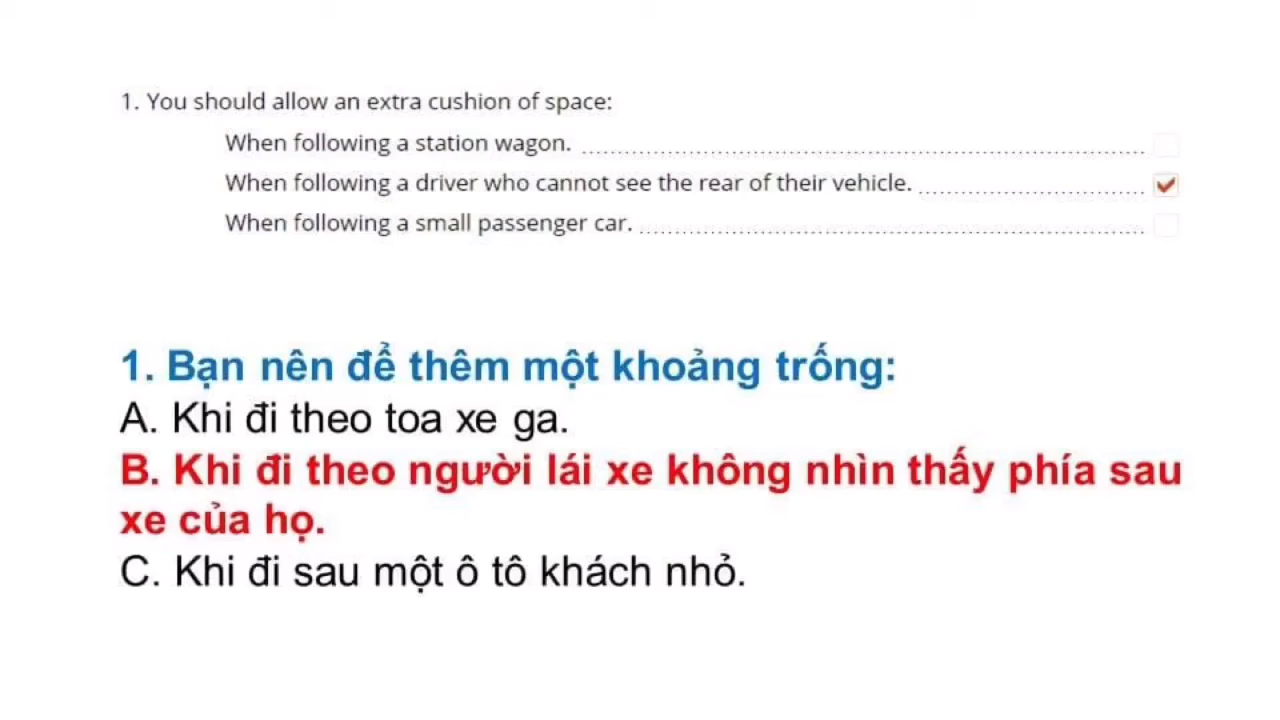 1. You should allow an extra cushion of space:
When following a station wagon.
When following a driver who cannot see the rear of their vehicle.
When following a small passenger car.
1. Bạn nên để thêm một khoảng trống:
A. Khi đi theo toa xe ga.
B. Khi đi theo người lái xe không nhìn thấy phía sau
xe của họ.
C. Khi đi sau một ô tô khách nhỏ.